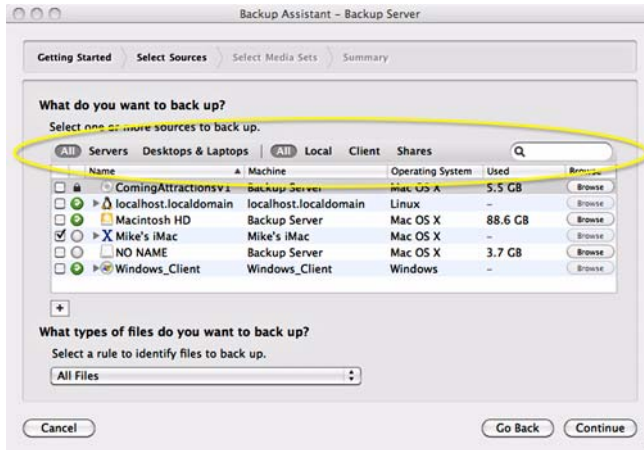 Backup Assistant – Backup Server
Getting Started Select Sources Select Media Sets Summary
What do you want to back up?
Select one or more sources to back up.
All Servers Desktops & Laptops | All Local Client Shares
Name Machine Operating System Used Browse
ComingAttractionsV1 Backup Server Mac OS X 5.5 GB Browse
localhost.localdomain localhost.localdomain Linux – Browse
Macintosh HD Backup Server Mac OS X 88.6 GB Browse
Mike's iMac Mike's iMac Mac OS X – Browse
NO NAME Backup Server Mac OS X 3.7 GB Browse
Windows_Client Windows_Client Windows – Browse
+
What types of files do you want to back up?
Select a rule to identify files to back up.
All Files
Cancel Go Back Continue